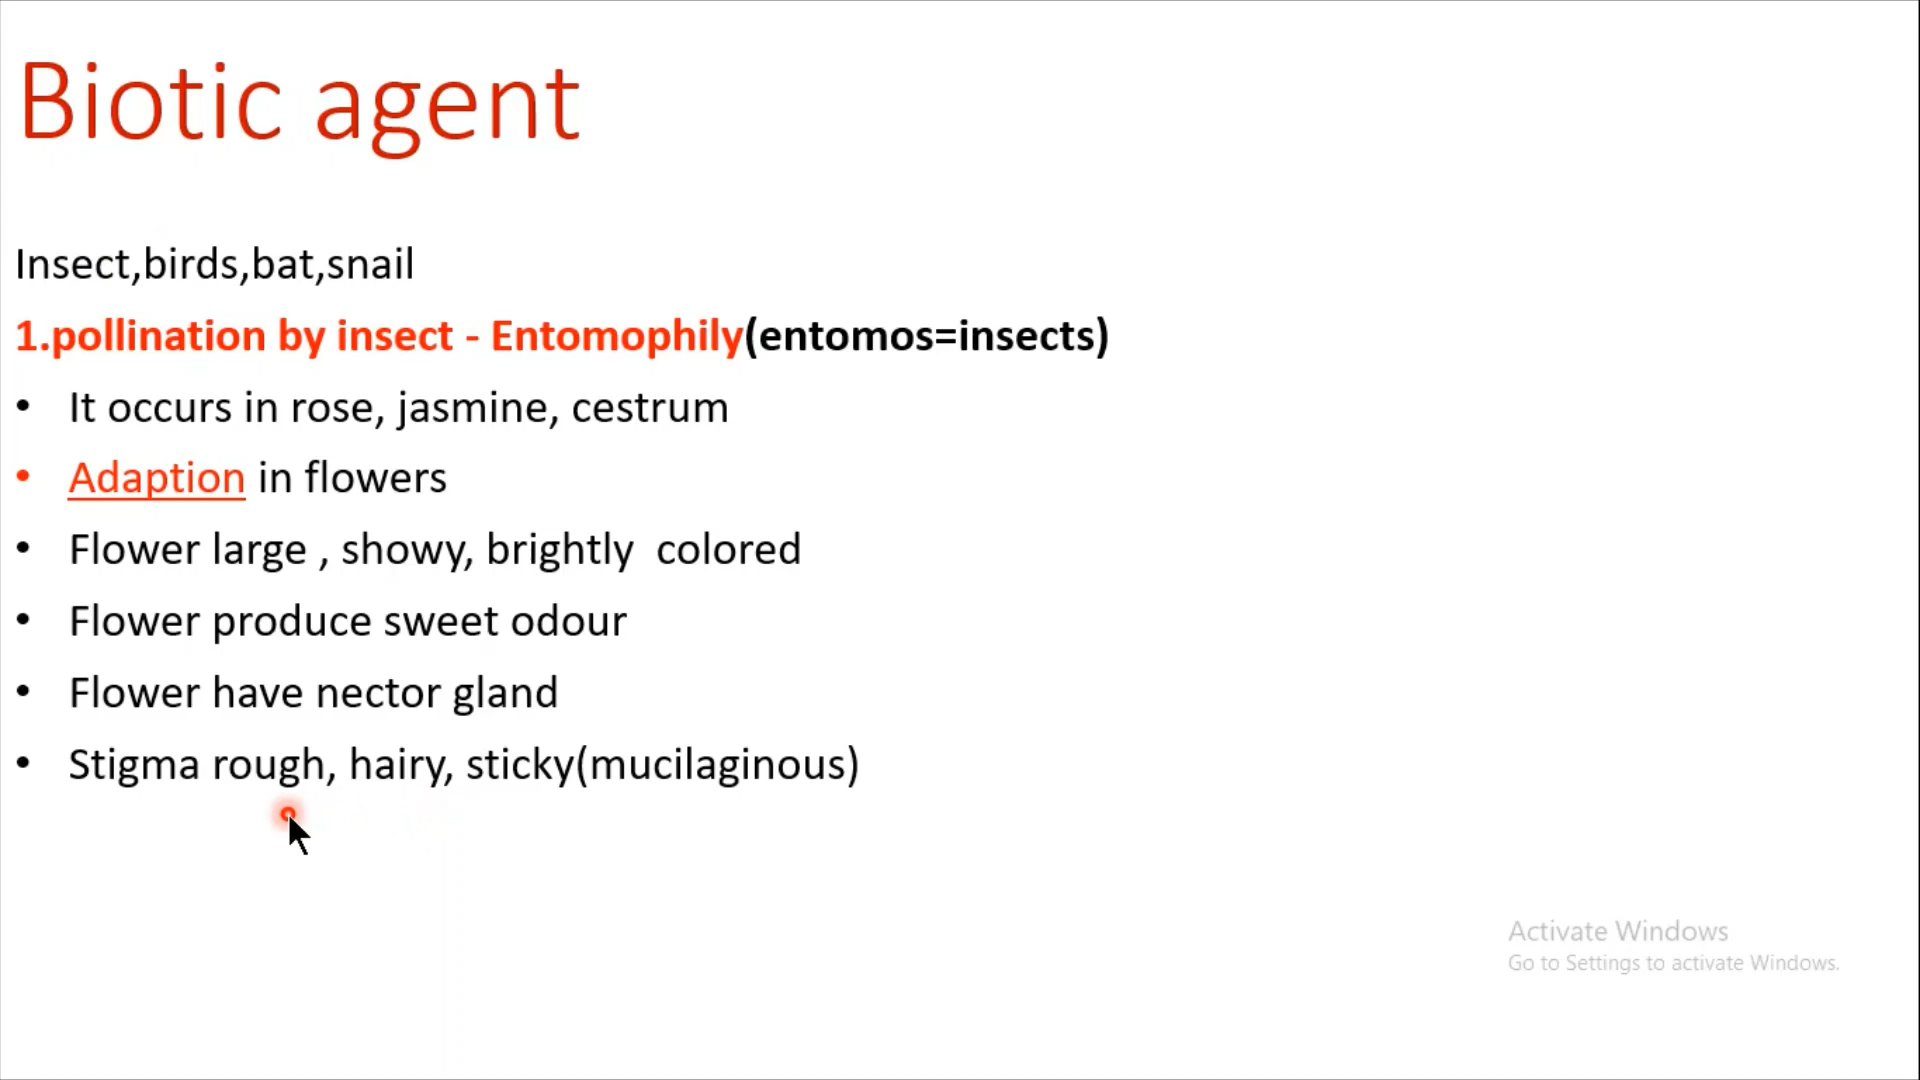 Biotic agent
Insect,birds,bat,snail
1.pollination by insect - Entomophily(entomos=insects)
• It occurs in rose, jasmine, cestrum
• Adaption in flowers
• Flower large , showy, brightly  colored
• Flower produce sweet odour
• Flower have nector gland
• Stigma rough, hairy, sticky(mucilaginous)
Activate Windows
Go to Settings to activate Windows.